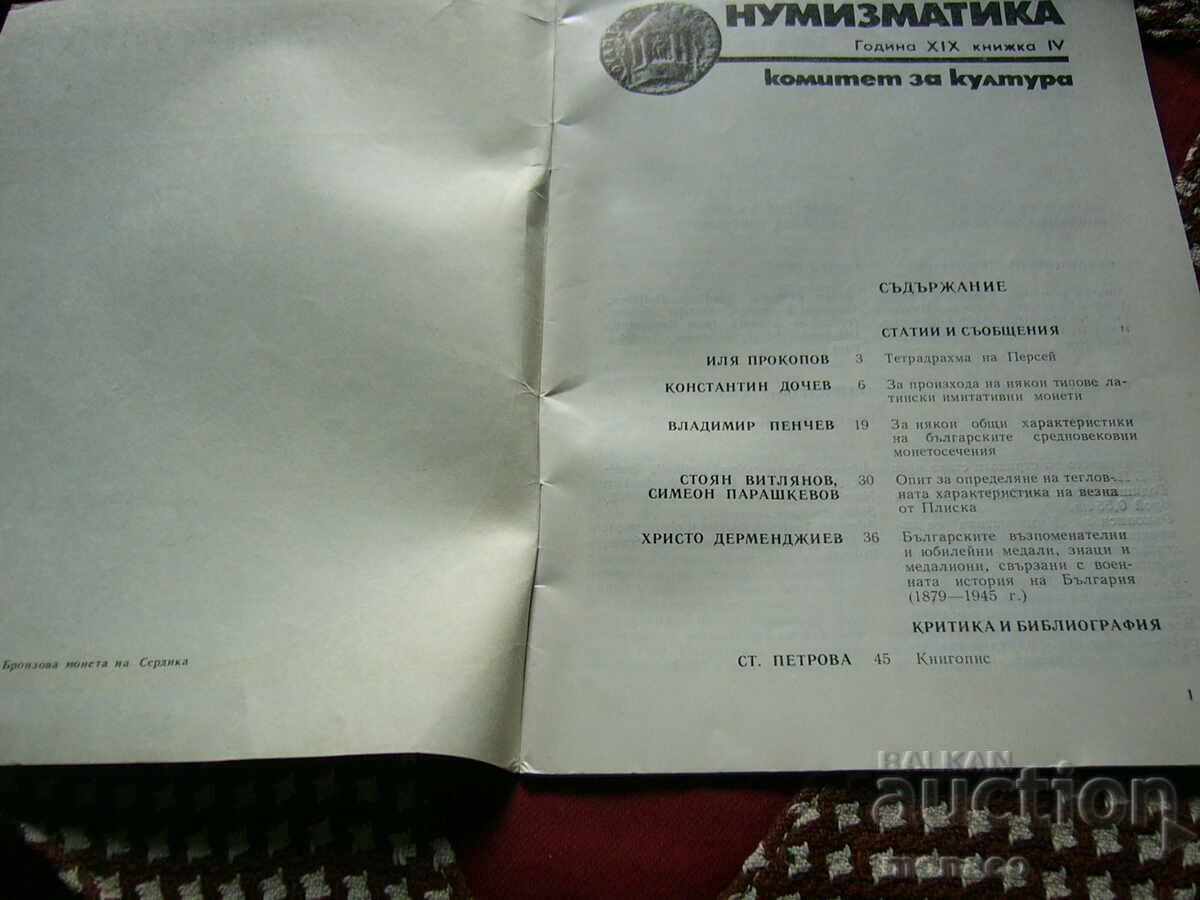 Бронзова монета на Сердика
НУМИЗМАТИКА
Година XIX книжка IV
комитет за култура
СЪДЪРЖАНИЕ
СТАТИИ И СЪОБЩЕНИЯ
ИЛЯ ПРОКОПОВ 3 Тетрадрахма на Персей
КОНСТАНТИН ДОЧЕВ 6 За произхода на някои типове ла-
тински имитативни монети
ВЛАДИМИР ПЕНЧЕВ 19 За някои общи характеристики
на българските средновековни
монетосечения
СТОЯН ВИТЛЯНОВ, 30 Опит за определяне на теглов-
СИМЕОН ПАРАШКЕВОВ ната характеристика на везна
от Плиска
ХРИСТО ДЕРМЕНДЖИЕВ 36 Българските възпоменателни
и юбилейни медали, знаци и
медалиони, свързани с воен-
ната история на България
(1879—1945 г.)
КРИТИКА И БИБЛИОГРАФИЯ
СТ. ПЕТРОВА 45 Книгопис
1
BALKAN
auction
monaco